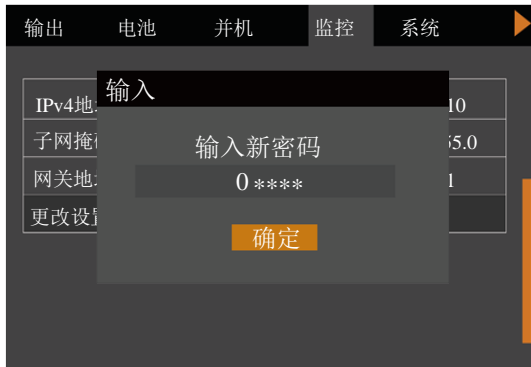 输出 电池 并机 监控 系统
输入
IPv4地 10
子网掩 55.0
输入新密码
网关地 1
0****
更改设
确定